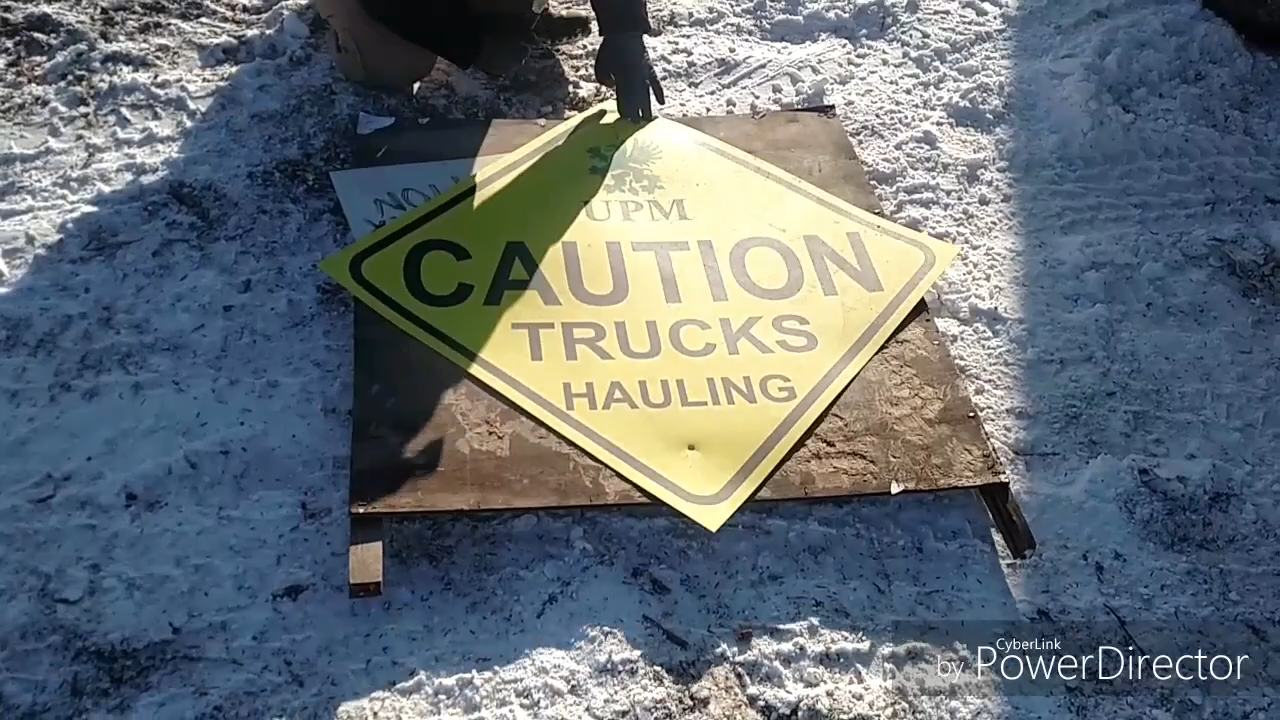 UPM
CAUTION
TRUCKS
HAULING
CyberLink
by PowerDirector